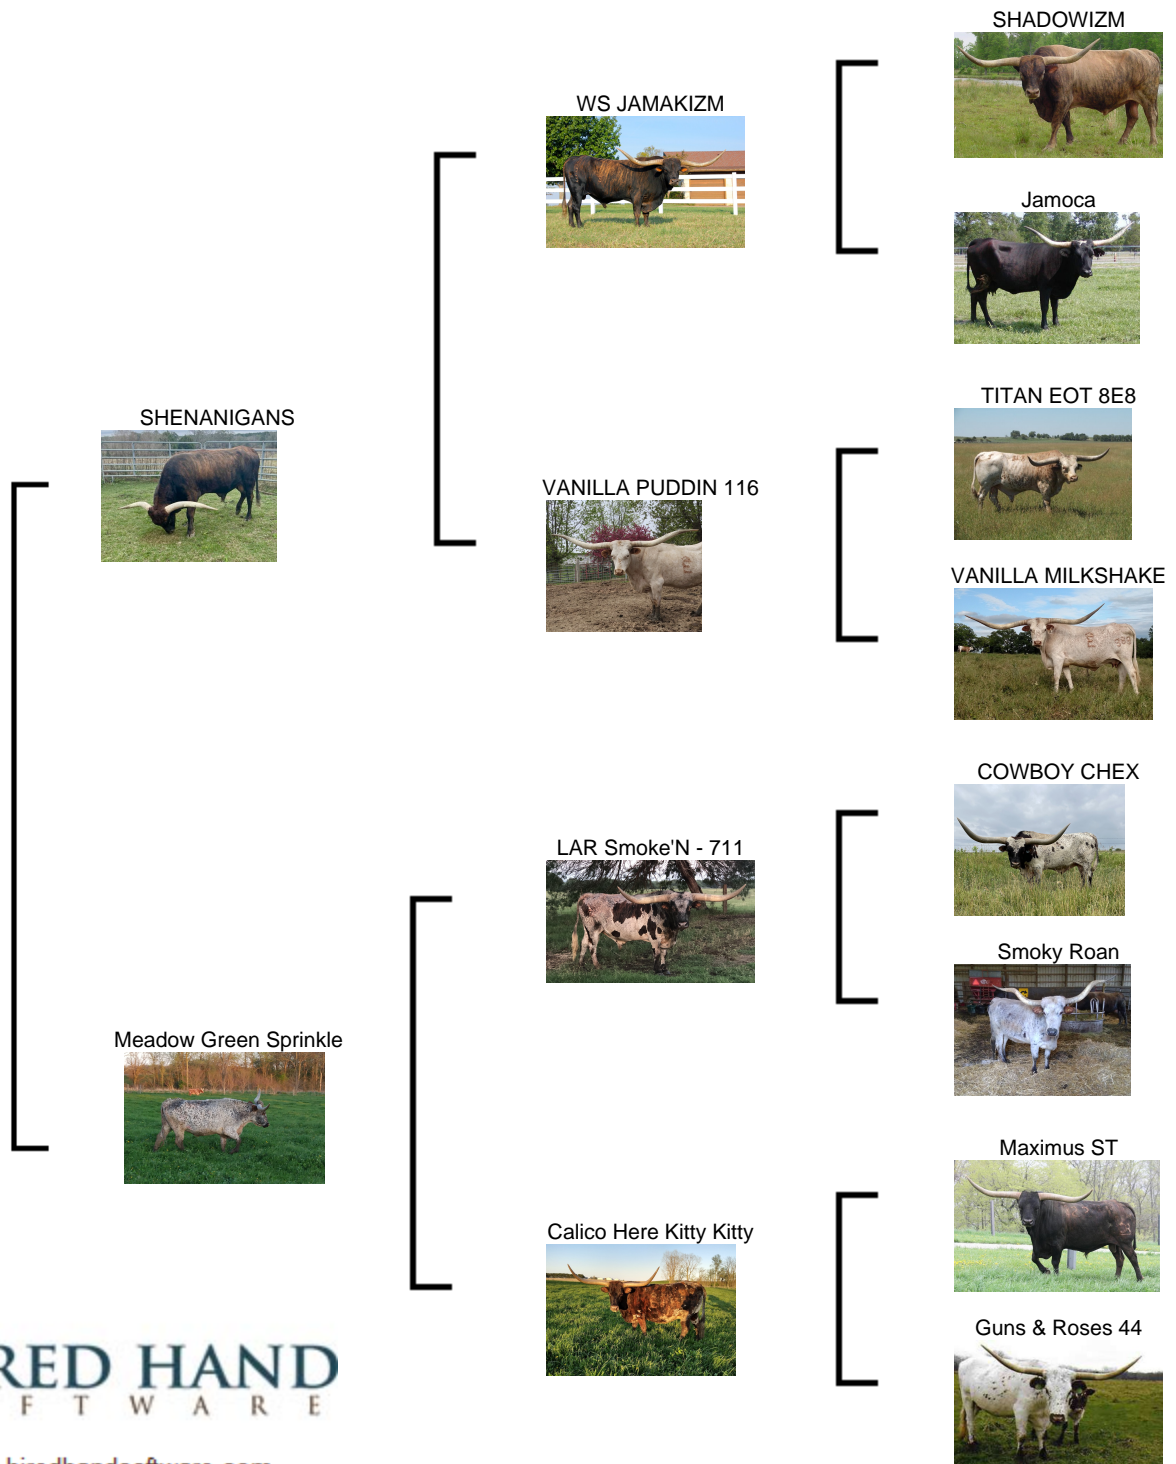 SHADOWIZM
WS JAMAKIZM
Jamoca
TITAN EOT 8E8
SHENANIGANS
VANILLA PUDDIN 116
VANILLA MILKSHAKE
COWBOY CHEX
LAR Smoke'N - 711
Smoky Roan
Meadow Green Sprinkle
Maximus ST
Calico Here Kitty Kitty
Guns & Roses 44
RED HAND
FTWARE